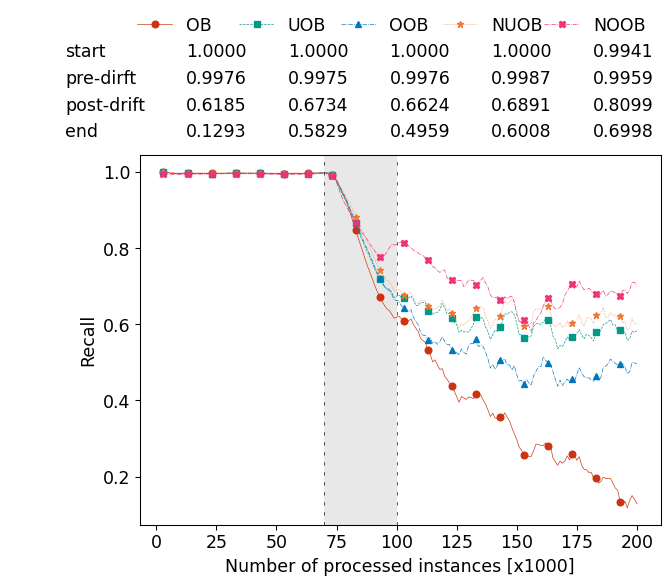 OB UOB OOB NUOB NOOB
start 1.0000 1.0000 1.0000 1.0000 0.9941
pre-dirft 0.9976 0.9975 0.9976 0.9987 0.9959
post-drift 0.6185 0.6734 0.6624 0.6891 0.8099
end 0.1293 0.5829 0.4959 0.6008 0.6998
1.0
0.8
0.6
0.4
0.2
Recall
0 25 50 75 100 125 150 175 200
Number of processed instances [x1000]